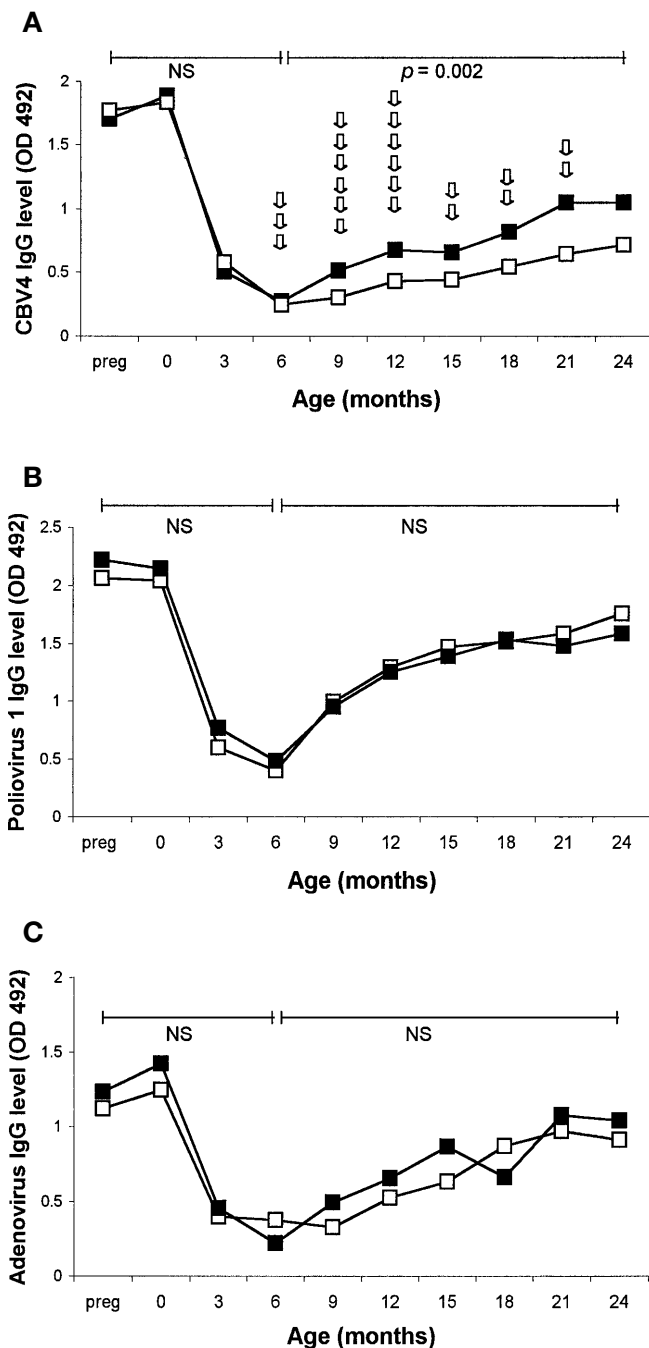 A
NS
p = 0.002
CBV4 IgG level (OD 492)
2
1.5
1
0.5
0
preg 0 3 6 9 12 15 18 21 24
Age (months)
B
NS NS
Poliovirus 1 IgG level (OD 492)
2.5
2
1.5
1
0.5
0
preg 0 3 6 9 12 15 18 21 24
Age (months)
C
NS NS
Adenovirus IgG level (OD 492)
2
1.5
1
0.5
0
preg 0 3 6 9 12 15 18 21 24
Age (months)